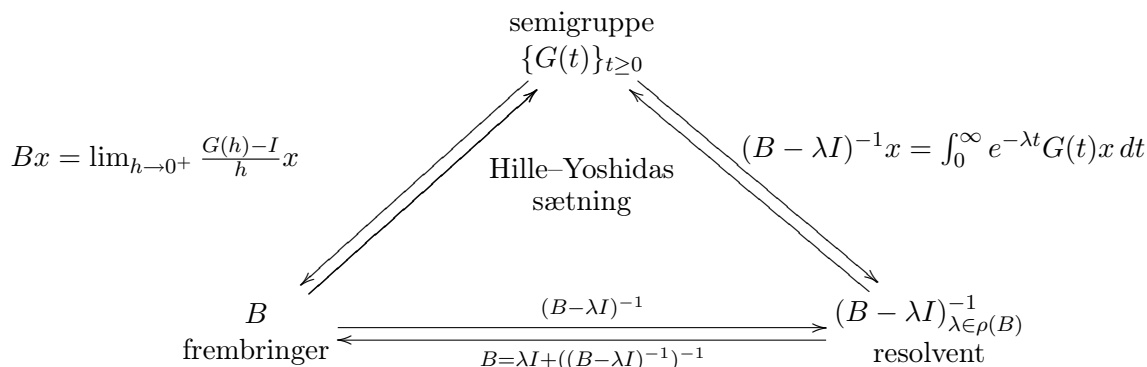 semigruppe
{G(t)}_{t≥0}
Bx = lim_{h→0^+} \frac{G(h)−I}{h} x
(B − λI)^{−1}x = ∫_0^∞ e^{−λt}G(t)x dt
Hille–Yoshidas
sætning
B
frembringer
(B−λI)^{−1}
B=λI+((B−λI)^{−1})^{−1}
(B − λI)^{−1}_{λ∈ρ(B)}
resolvent